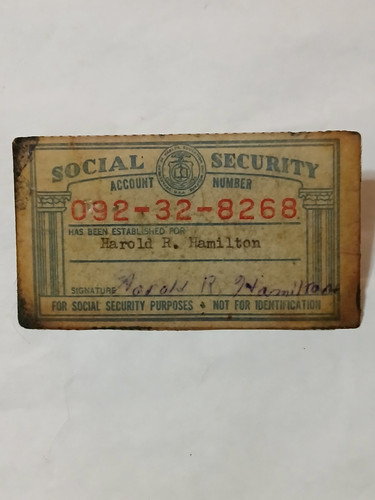 SOCIAL SECURITY
ACCOUNT NUMBER
092-32-8268
HAS BEEN ESTABLISHED FOR
Harold R. Hamilton
SIGNATURE Harold R. Hamilton
FOR SOCIAL SECURITY PURPOSES • NOT FOR IDENTIFICATION